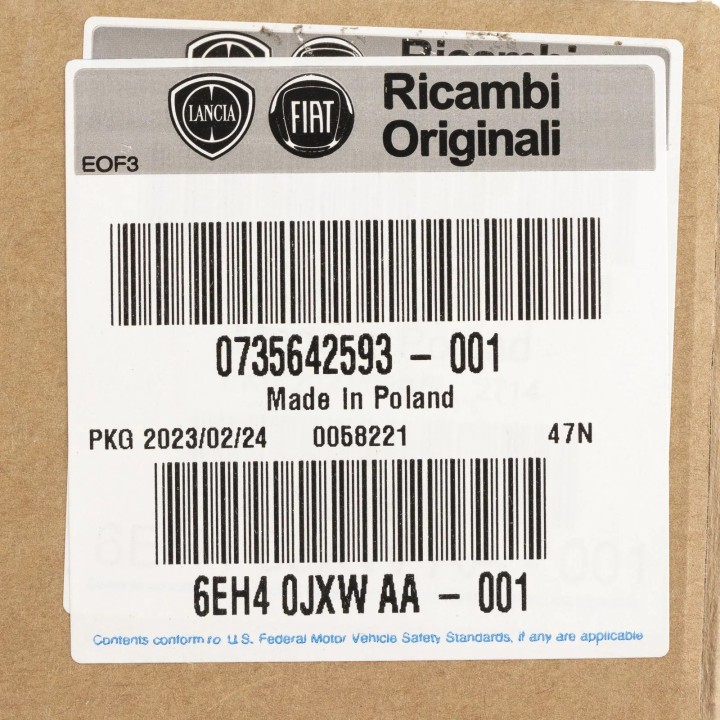 Ricambi
LANCIA
FIAT
Ricambi
Originali
EOF3
0735642593 - 001
Made in Poland
PKG 2023/02/24 0058221 47N
6EH4 0JXW AA - 001
Contents conform to U.S. Federal Motor Vehicle Safety Standards, if any are applicable